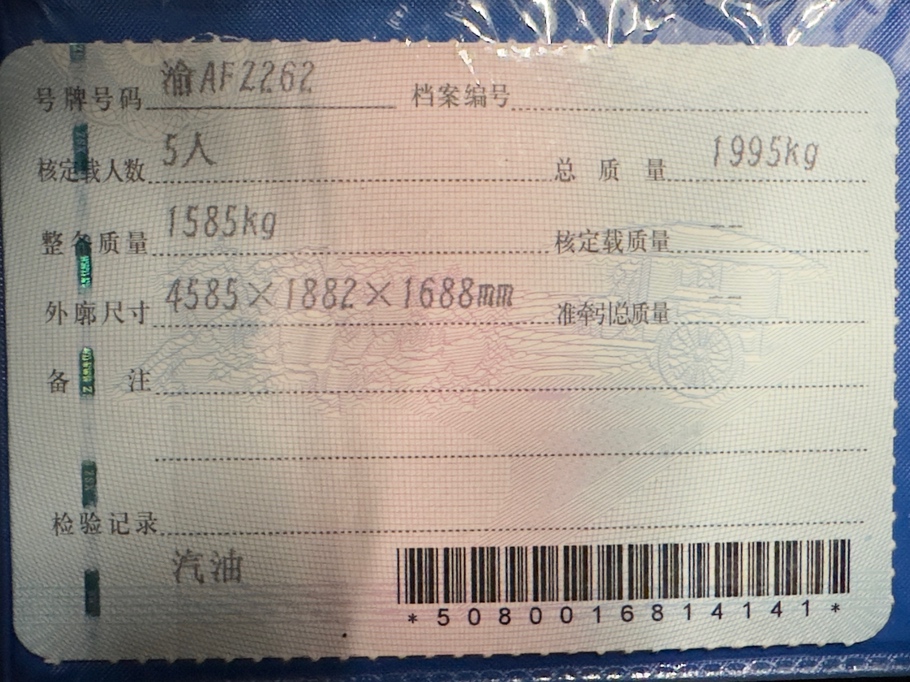 号牌号码 渝AF2262 档案编号
核定载人数 5人 总质量 1995kg
整备质量 1585kg 核定载质量 --
外廓尺寸 4585×1882×1688mm 准牵引总质量 --
备注
检验记录
汽油
*5080016814141*